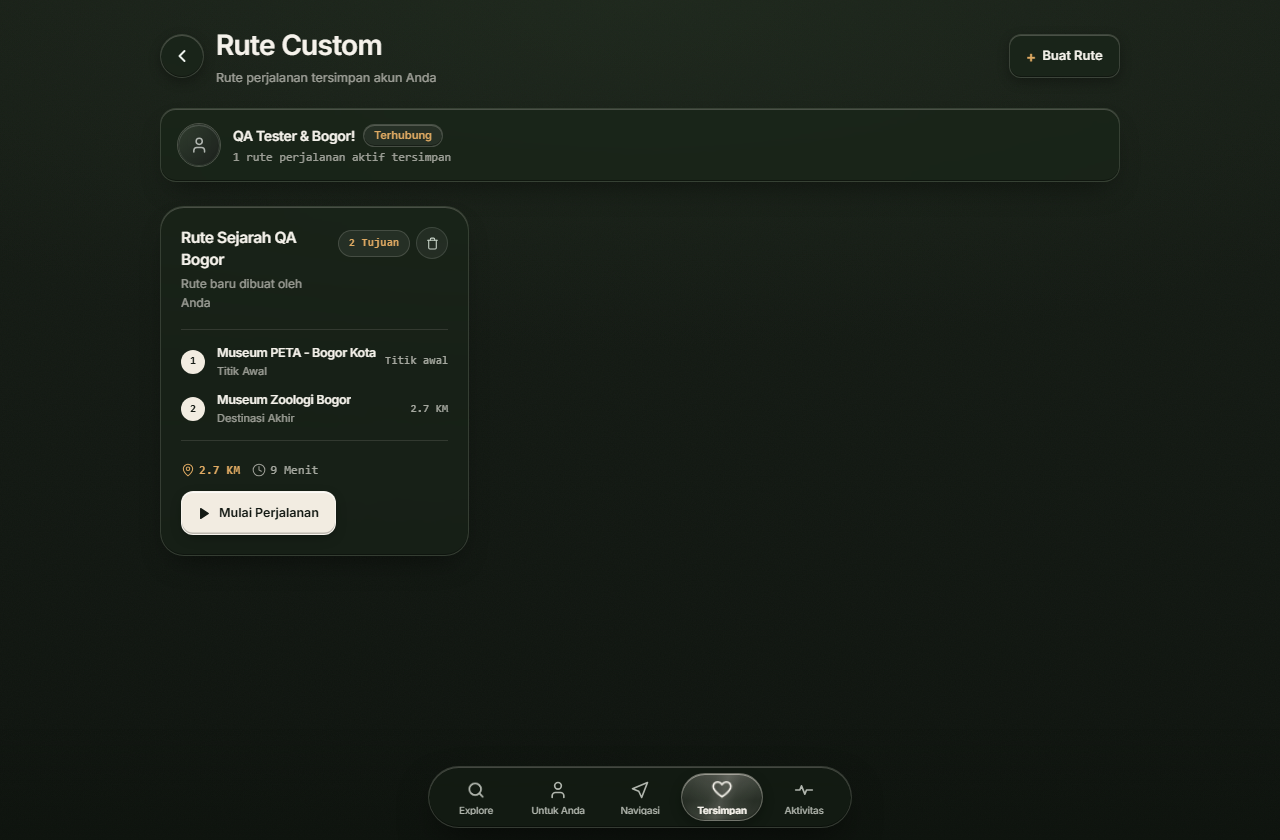 Rute Custom
Rute perjalanan tersimpan akun Anda
+ Buat Rute
QA Tester & Bogor! Terhubung
1 rute perjalanan aktif tersimpan
Rute Sejarah QA
Bogor
2 Tujuan
Rute baru dibuat oleh
Anda
1 Museum PETA - Bogor Kota Titik awal
Titik Awal
2 Museum Zoologi Bogor 2.7 KM
Destinasi Akhir
2.7 KM 9 Menit
Mulai Perjalanan
Explore Untuk Anda Navigasi Tersimpan Aktivitas